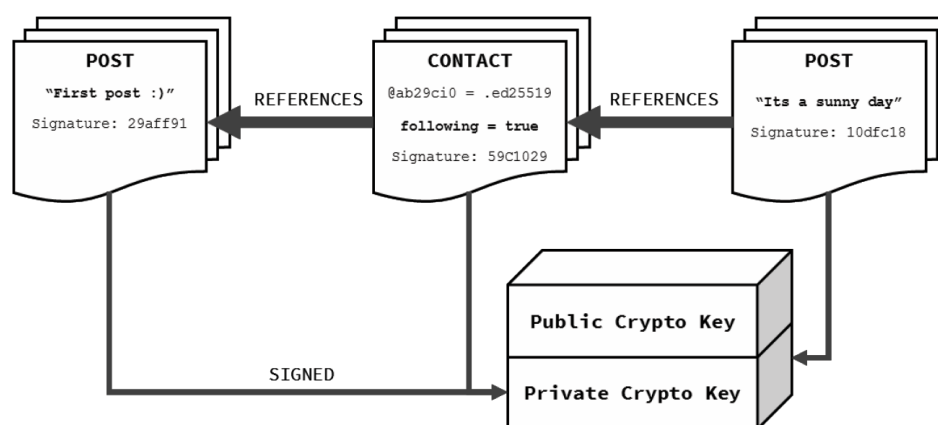 POST
“First post :)”
Signature: 29aff91
REFERENCES
CONTACT
@ab29ci0 = .ed25519
following = true
Signature: 59C1029
REFERENCES
POST
“Its a sunny day”
Signature: 10dfc18
Public Crypto Key
Private Crypto Key
SIGNED